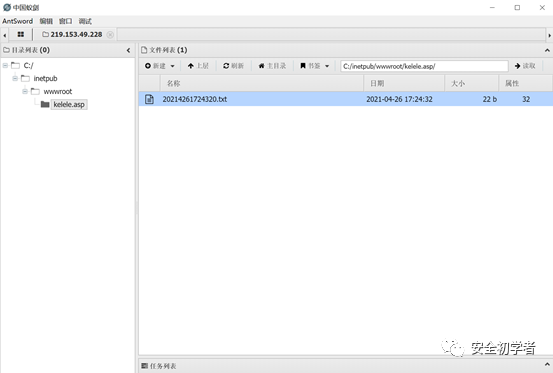 中国蚁剑
AntSword 编辑 窗口 调试
219.153.49.228
目录列表 (0)
文件列表 (1)
新建 上层 刷新 主目录 书签 C:/inetpub/wwwroot/kelele.asp/ 读取
C:/
inetpub
wwwroot
kelele.asp
名称 日期 大小 属性
20214261724320.txt 2021-04-26 17:24:32 22 b 32
安全初学者
任务列表